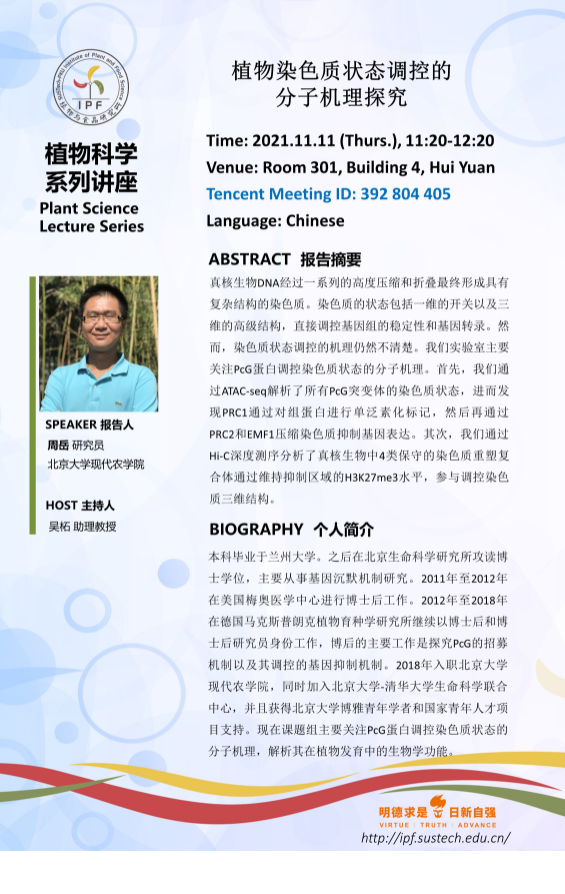 SUSTech-PKU Institute of Plant and Food Science
IPF
植物与食品研究所
植物科学
系列讲座
Plant Science
Lecture Series
植物染色质状态调控的
分子机理探究
Time: 2021.11.11 (Thurs.), 11:20-12:20
Venue: Room 301, Building 4, Hui Yuan
Tencent Meeting ID: 392 804 405
Language: Chinese
ABSTRACT 报告摘要
真核生物DNA经过一系列的高度压缩和折叠最终形成具有
复杂结构的染色质。染色质的状态包括一维的开关以及三
维的高级结构，直接调控基因组的稳定性和基因转录。然
而，染色质状态调控的机理仍然不清楚。我们实验室主要
关注PcG蛋白调控染色质状态的分子机理。首先，我们通
过ATAC-seq解析了所有PcG突变体的染色质状态，进而发
现PRC1通过对组蛋白进行单泛素化标记，然后再通过
PRC2和EMF1压缩染色质抑制基因表达。其次，我们通过
Hi-C深度测序分析了真核生物中4类保守的染色质重塑复
合体通过维持抑制区域的H3K27me3水平，参与调控染色
质三维结构。
SPEAKER 报告人
周岳 研究员
北京大学现代农学院
HOST 主持人
吴柘 助理教授
BIOGRAPHY 个人简介
本科毕业于兰州大学。之后在北京生命科学研究所攻读博
士学位，主要从事基因沉默机制研究。2011年至2012年
在美国梅奥医学中心进行博士后工作。2012年至2018年
在德国马克斯普朗克植物育种学研究所继续以博士后和博
士后研究员身份工作，博后的主要工作是探究PcG的招募
机制以及其调控的基因抑制机制。2018年入职北京大学
现代农学院，同时加入北京大学-清华大学生命科学联合
中心，并且获得北京大学博雅青年学者和国家青年人才项
目支持。现在课题组主要关注PcG蛋白调控染色质状态的
分子机理，解析其在植物发育中的生物学功能。
明德求是 日新自强
VIRTUE | TRUTH | ADVANCE
http://ipf.sustech.edu.cn/